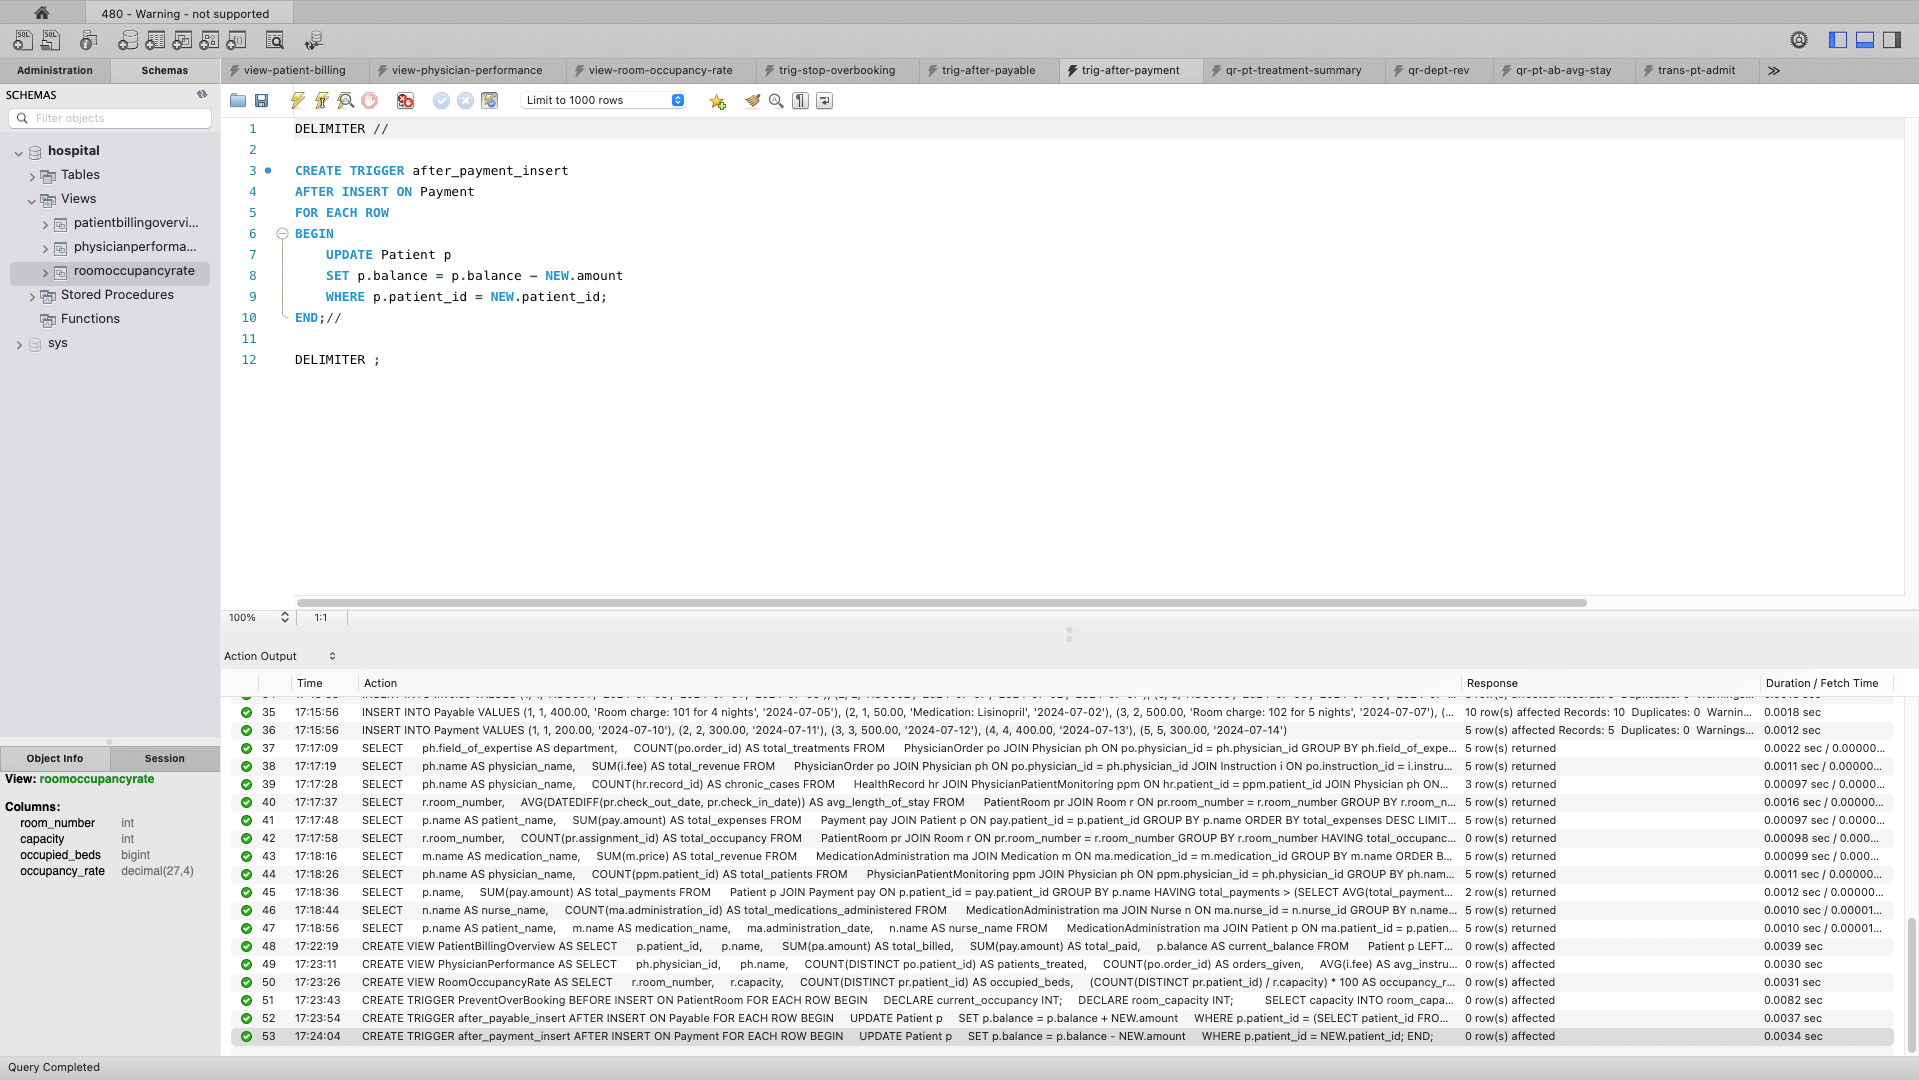 480 - Warning - not supported
Administration
Schemas
view-patient-billing
view-physician-performance
view-room-occupancy-rate
trig-stop-overbooking
trig-after-payable
trig-after-payment
qr-pt-treatment-summary
qr-dept-rev
qr-pt-ab-avg-stay
trans-pt-admit
SCHEMAS
Filter objects
hospital
Tables
Views
patientbillingovervi...
physicianperforma...
roomoccupancyrate
Stored Procedures
Functions
sys
Limit to 1000 rows
1 DELIMITER //
2
3 CREATE TRIGGER after_payment_insert
4 AFTER INSERT ON Payment
5 FOR EACH ROW
6 BEGIN
7 UPDATE Patient p
8 SET p.balance = p.balance - NEW.amount
9 WHERE p.patient_id = NEW.patient_id;
10 END;//
11
12 DELIMITER ;
100% 1:1
Object Info
Session
View: roomoccupancyrate
Columns:
room_number int
capacity int
occupied_beds bigint
occupancy_rate decimal(27,4)
Action Output
Time Action Response Duration / Fetch Time
35 17:15:56 INSERT INTO Payable VALUES (1, 1, 400.00, 'Room charge: 101 for 4 nights', '2024-07-05'), (2, 1, 50.00, 'Medication: Lisinopril', '2024-07-02'), (3, 2, 500.00, 'Room charge: 102 for 5 nights', '2024-07-07'), (... 10 row(s) affected Records: 10 Duplicates: 0 Warnin... 0.0018 sec
36 17:15:56 INSERT INTO Payment VALUES (1, 1, 200.00, '2024-07-10'), (2, 2, 300.00, '2024-07-11'), (3, 3, 500.00, '2024-07-12'), (4, 4, 400.00, '2024-07-13'), (5, 5, 300.00, '2024-07-14') 5 row(s) affected Records: 5 Duplicates: 0 Warnings... 0.0012 sec
37 17:17:09 SELECT ph.field_of_expertise AS department, COUNT(po.order_id) AS total_treatments FROM PhysicianOrder po JOIN Physician ph ON po.physician_id = ph.physician_id GROUP BY ph.field_of_expe... 5 row(s) returned 0.0022 sec / 0.00000...
38 17:17:19 SELECT ph.name AS physician_name, SUM(i.fee) AS total_revenue FROM PhysicianOrder po JOIN Physician ph ON po.physician_id = ph.physician_id JOIN Instruction i ON po.instruction_id = i.instru... 5 row(s) returned 0.0011 sec / 0.00000...
39 17:17:28 SELECT ph.name AS physician_name, COUNT(hr.record_id) AS chronic_cases FROM HealthRecord hr JOIN PhysicianPatientMonitoring ppm ON hr.patient_id = ppm.patient_id JOIN Physician ph ON... 3 row(s) returned 0.00097 sec / 0.0000...
40 17:17:37 SELECT r.room_number, AVG(DATEDIFF(pr.check_out_date, pr.check_in_date)) AS avg_length_of_stay FROM PatientRoom pr JOIN Room r ON pr.room_number = r.room_number GROUP BY r.room_n... 5 row(s) returned 0.0016 sec / 0.00000...
41 17:17:48 SELECT p.name AS patient_name, SUM(pay.amount) AS total_expenses FROM Payment pay JOIN Patient p ON pay.patient_id = p.patient_id GROUP BY p.name ORDER BY total_expenses DESC LIMIT... 5 row(s) returned 0.00097 sec / 0.0000...
42 17:17:58 SELECT r.room_number, COUNT(pr.assignment_id) AS total_occupancy FROM PatientRoom pr JOIN Room r ON pr.room_number = r.room_number GROUP BY r.room_number HAVING total_occupanc... 0 row(s) returned 0.00098 sec / 0.000...
43 17:18:16 SELECT m.name AS medication_name, SUM(m.price) AS total_revenue FROM MedicationAdministration ma JOIN Medication m ON ma.medication_id = m.medication_id GROUP BY m.name ORDER B... 5 row(s) returned 0.00099 sec / 0.000...
44 17:18:26 SELECT ph.name AS physician_name, COUNT(ppm.patient_id) AS total_patients FROM PhysicianPatientMonitoring ppm JOIN Physician ph ON ppm.physician_id = ph.physician_id GROUP BY ph.nam... 5 row(s) returned 0.0011 sec / 0.00000...
45 17:18:36 SELECT p.name, SUM(pay.amount) AS total_payments FROM Patient p JOIN Payment pay ON p.patient_id = pay.patient_id GROUP BY p.name HAVING total_payments > (SELECT AVG(total_payment... 2 row(s) returned 0.0012 sec / 0.00000...
46 17:18:44 SELECT n.name AS nurse_name, COUNT(ma.administration_id) AS total_medications_administered FROM MedicationAdministration ma JOIN Nurse n ON ma.nurse_id = n.nurse_id GROUP BY n.name... 5 row(s) returned 0.0010 sec / 0.00001...
47 17:18:56 SELECT p.name AS patient_name, m.name AS medication_name, ma.administration_date, n.name AS nurse_name FROM MedicationAdministration ma JOIN Patient p ON ma.patient_id = p.patien... 5 row(s) returned 0.0010 sec / 0.00001...
48 17:22:19 CREATE VIEW PatientBillingOverview AS SELECT p.patient_id, p.name, SUM(pa.amount) AS total_billed, SUM(pay.amount) AS total_paid, p.balance AS current_balance FROM Patient p LEFT... 0 row(s) affected 0.0039 sec
49 17:23:11 CREATE VIEW PhysicianPerformance AS SELECT ph.physician_id, ph.name, COUNT(DISTINCT po.patient_id) AS patients_treated, COUNT(po.order_id) AS orders_given, AVG(i.fee) AS avg_instru... 0 row(s) affected 0.0030 sec
50 17:23:26 CREATE VIEW RoomOccupancyRate AS SELECT r.room_number, r.capacity, COUNT(DISTINCT pr.patient_id) AS occupied_beds, (COUNT(DISTINCT pr.patient_id) / r.capacity) * 100 AS occupancy_r... 0 row(s) affected 0.0031 sec
51 17:23:43 CREATE TRIGGER PreventOverBooking BEFORE INSERT ON PatientRoom FOR EACH ROW BEGIN DECLARE current_occupancy INT; DECLARE room_capacity INT; SELECT capacity INTO room_capa... 0 row(s) affected 0.0082 sec
52 17:23:54 CREATE TRIGGER after_payable_insert AFTER INSERT ON Payable FOR EACH ROW BEGIN UPDATE Patient p SET p.balance = p.balance + NEW.amount WHERE p.patient_id = (SELECT patient_id FRO... 0 row(s) affected 0.0037 sec
53 17:24:04 CREATE TRIGGER after_payment_insert AFTER INSERT ON Payment FOR EACH ROW BEGIN UPDATE Patient p SET p.balance = p.balance - NEW.amount WHERE p.patient_id = NEW.patient_id; END; 0 row(s) affected 0.0034 sec
Query Completed